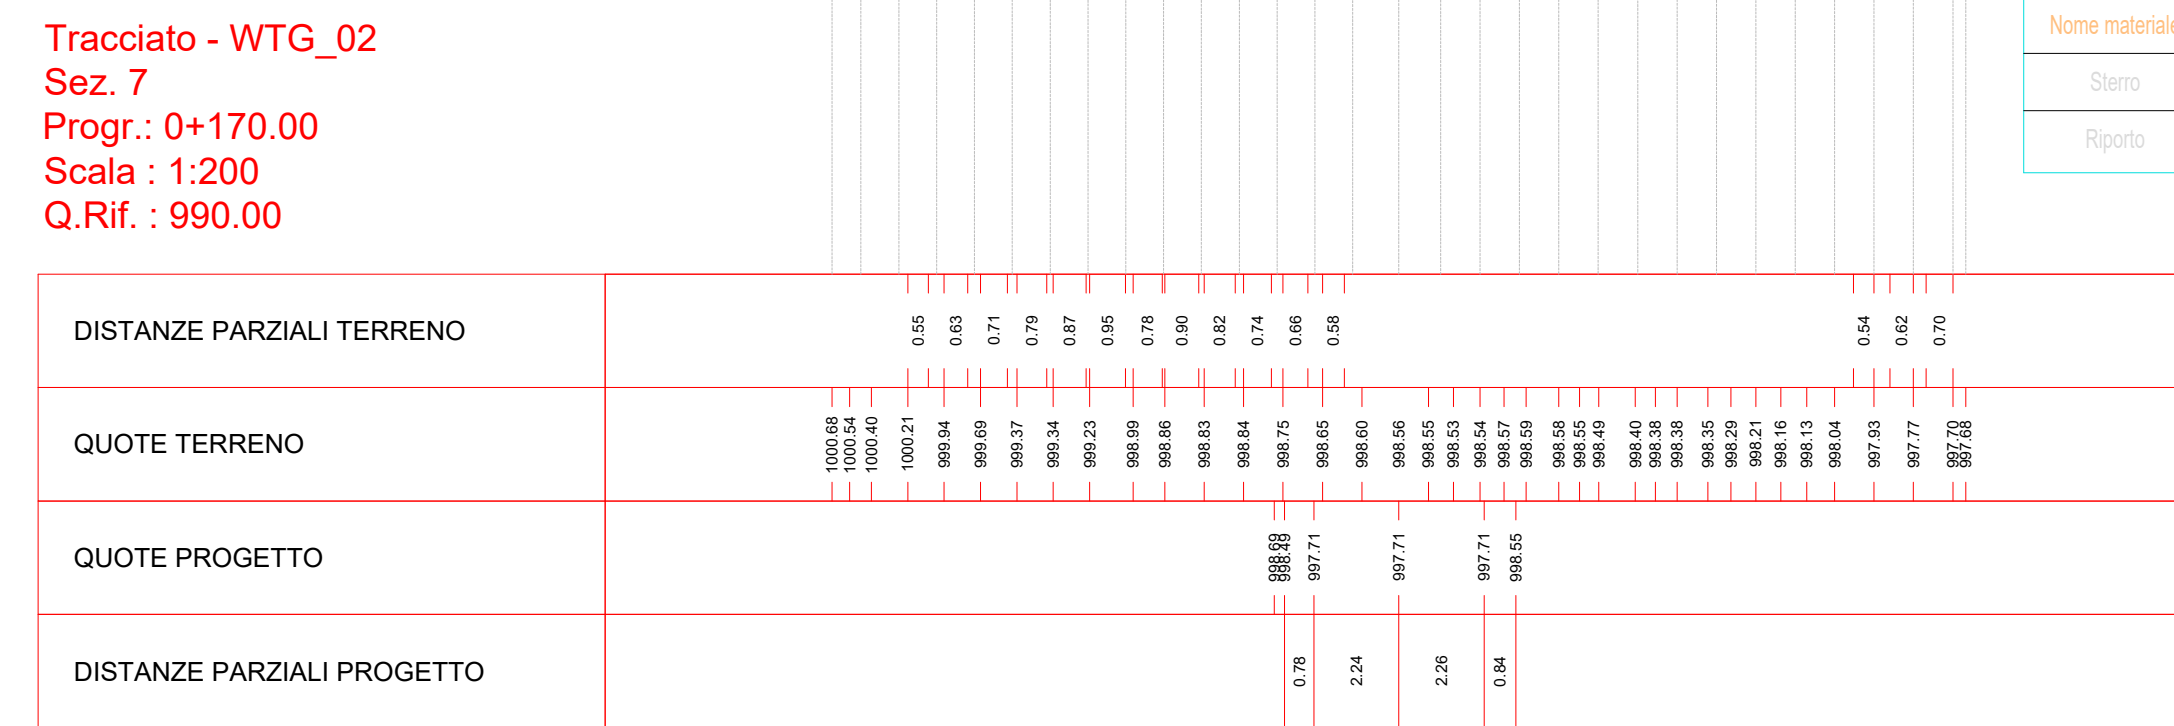 Tracciato - WTG_02
Sez. 7
Progr.: 0+170.00
Scala : 1:200
Q.Rif. : 990.00
Nome materiale
Sterro
Riporto
DISTANZE PARZIALI TERRENO
0.55 0.63 0.71 0.79 0.87 0.95 0.78 0.90 0.82 0.74 0.66 0.58 0.54 0.62 0.70
QUOTE TERRENO
1000.68 1000.54 1000.40 1000.21 999.94 999.69 999.37 999.34 999.23 998.99 998.86 998.83 998.84 998.75 998.65 998.60 998.56 998.55 998.53 998.54 998.57 998.59 998.58 998.55 998.49 998.40 998.38 998.38 998.35 998.29 998.21 998.16 998.13 998.04 997.93 997.77 997.70 997.68
QUOTE PROGETTO
998.69 998.49 997.71 997.71 997.71 998.55
DISTANZE PARZIALI PROGETTO
0.78 2.24 2.26 0.84